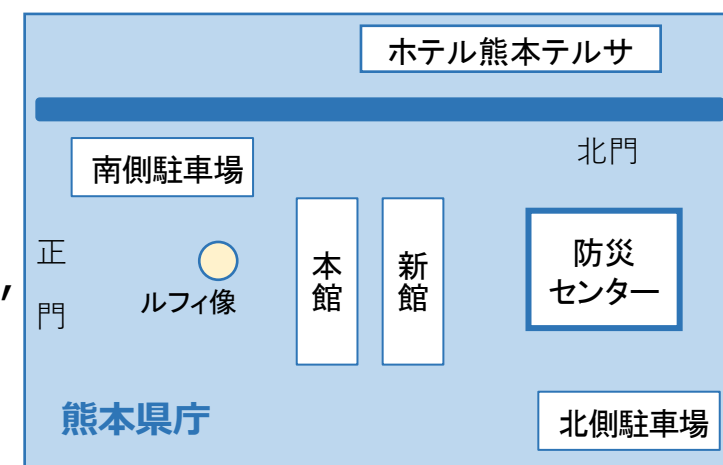 ホテル熊本テルサ
北門
南側駐車場
正
門
ルフィ像
本
館
新
館
防災
センター
,
熊本県庁
北側駐車場